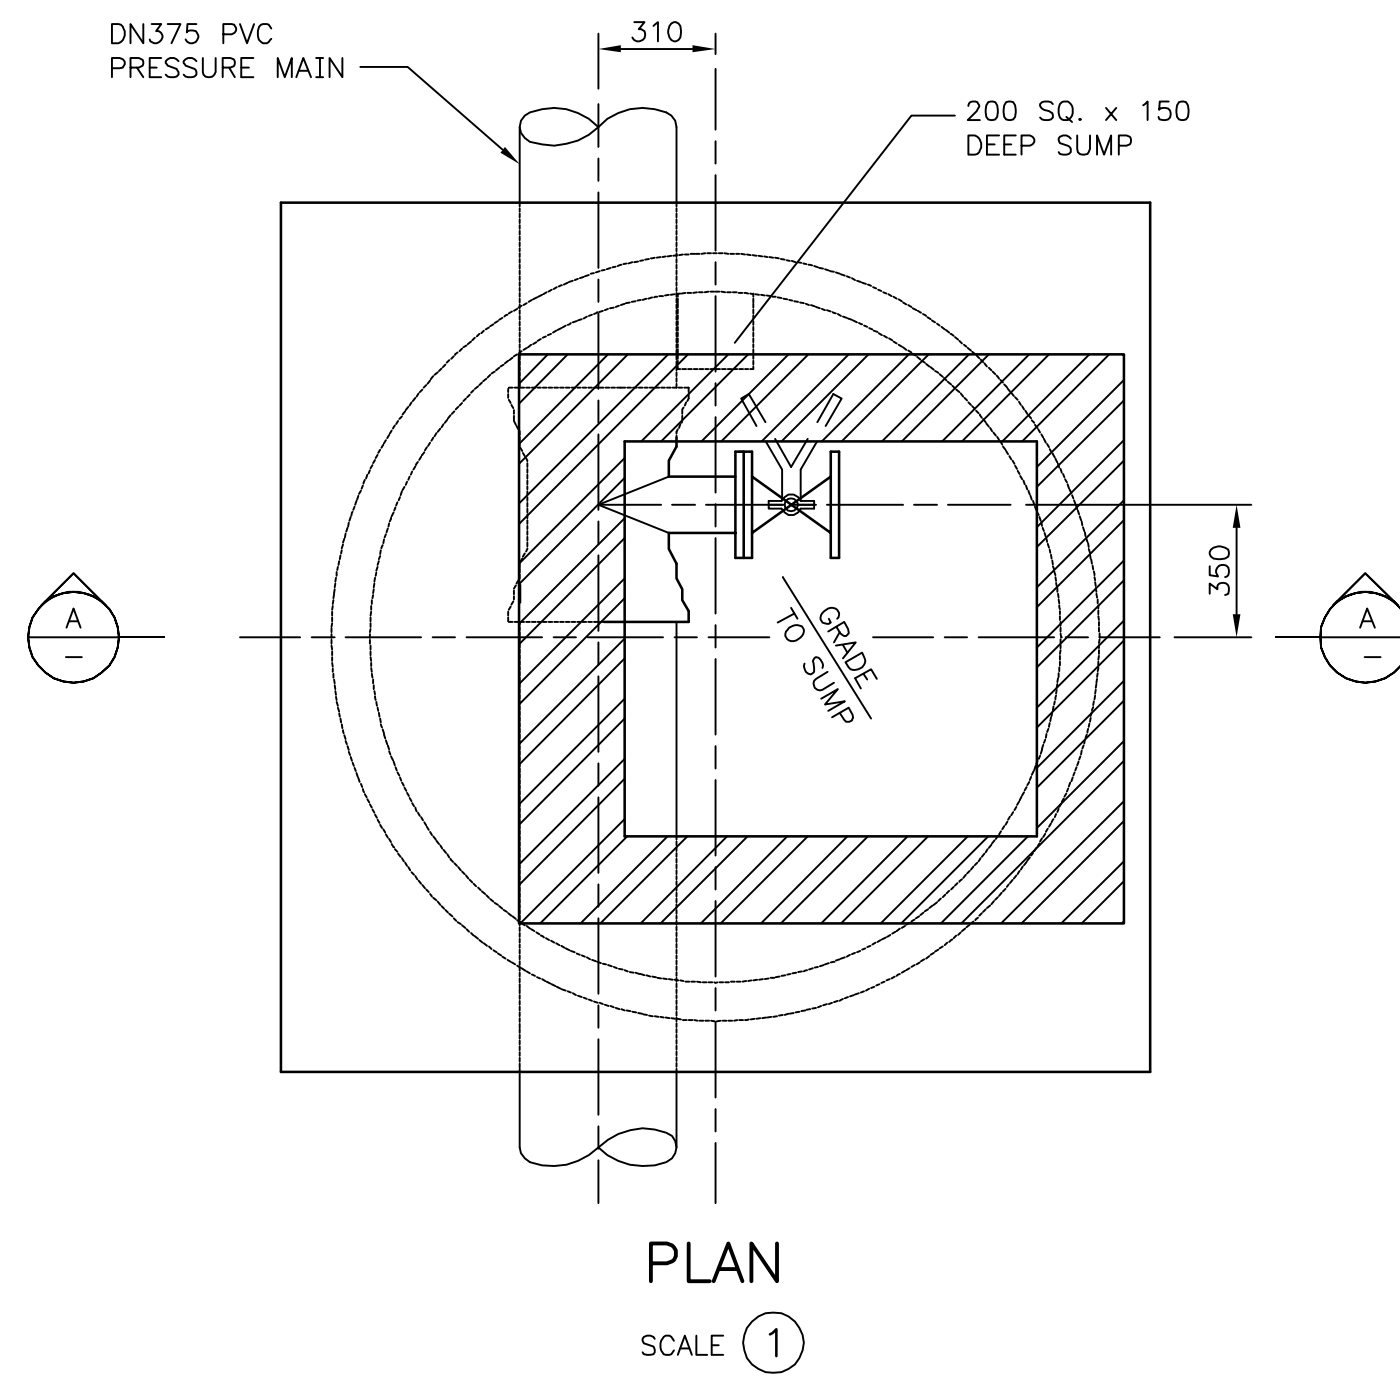 DN375 PVC
PRESSURE MAIN
310
200 SQ. x 150
DEEP SUMP
350
A
–
A
–
GRADE
TO SUMP
PLAN
SCALE 1